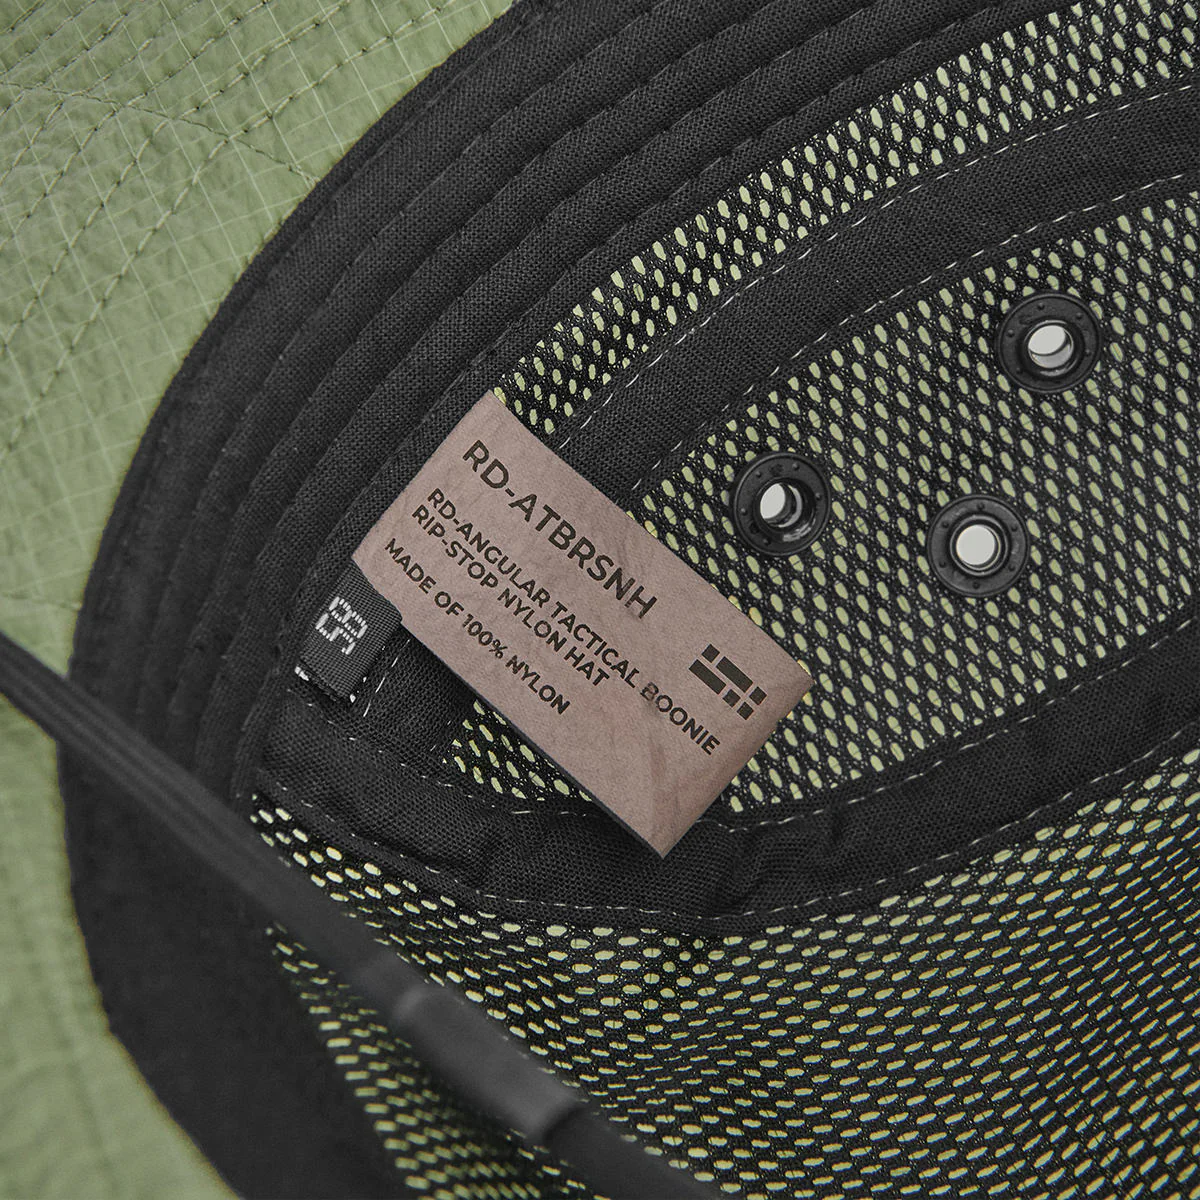 RD-ATBRSNH
RD-ANGULAR TACTICAL BOONIE
RIP-STOP NYLON HAT
MADE OF 100% NYLON